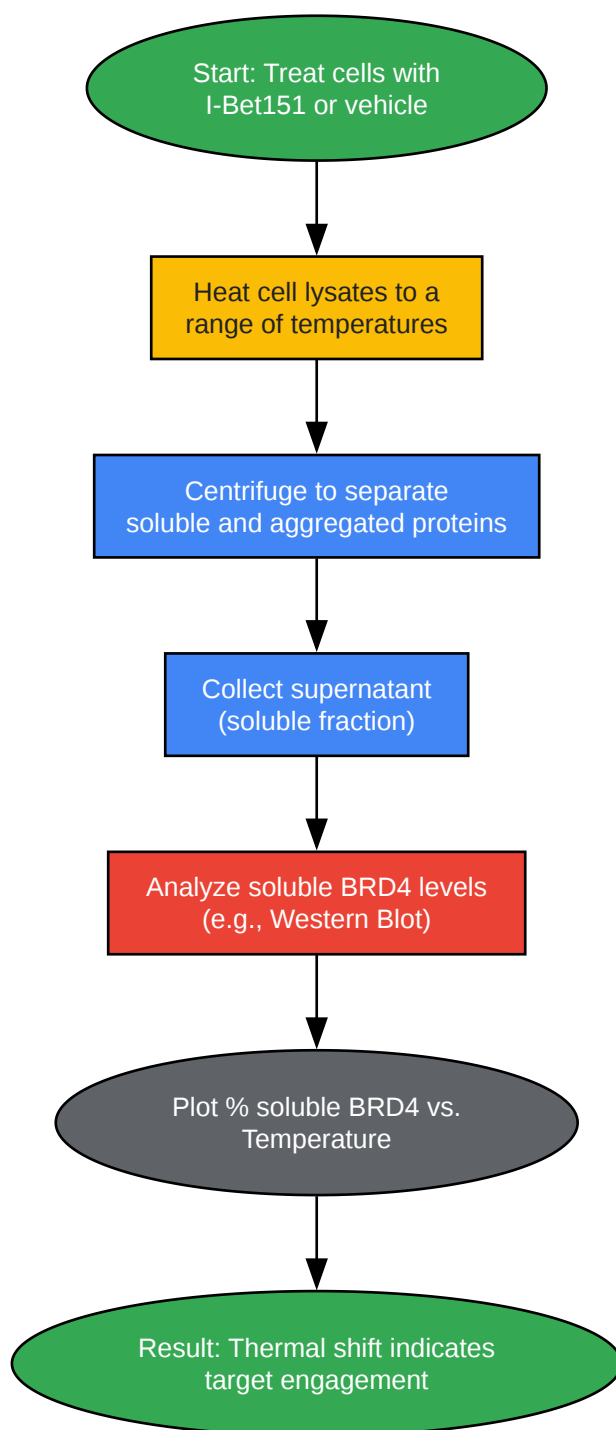 Start: Treat cells with
I-Bet151 or vehicle
Heat cell lysates to a
range of temperatures
Centrifuge to separate
soluble and aggregated proteins
Collect supernatant
(soluble fraction)
Analyze soluble BRD4 levels
(e.g., Western Blot)
Plot % soluble BRD4 vs.
Temperature
Result: Thermal shift indicates
target engagement